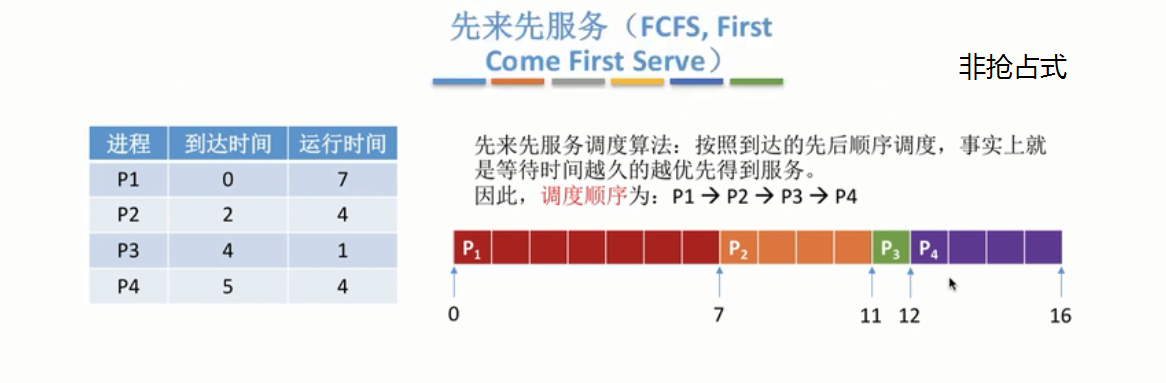 先来先服务（FCFS, First
Come First Serve）
非抢占式
进程 到达时间 运行时间
P1 0 7
P2 2 4
P3 4 1
P4 5 4
先来先服务调度算法：按照到达的先后顺序调度，事实上就
是等待时间越久的越优先得到服务。
因此，调度顺序为：P1 → P2 → P3 → P4
P1 P2 P3 P4
0 7 11 12 16